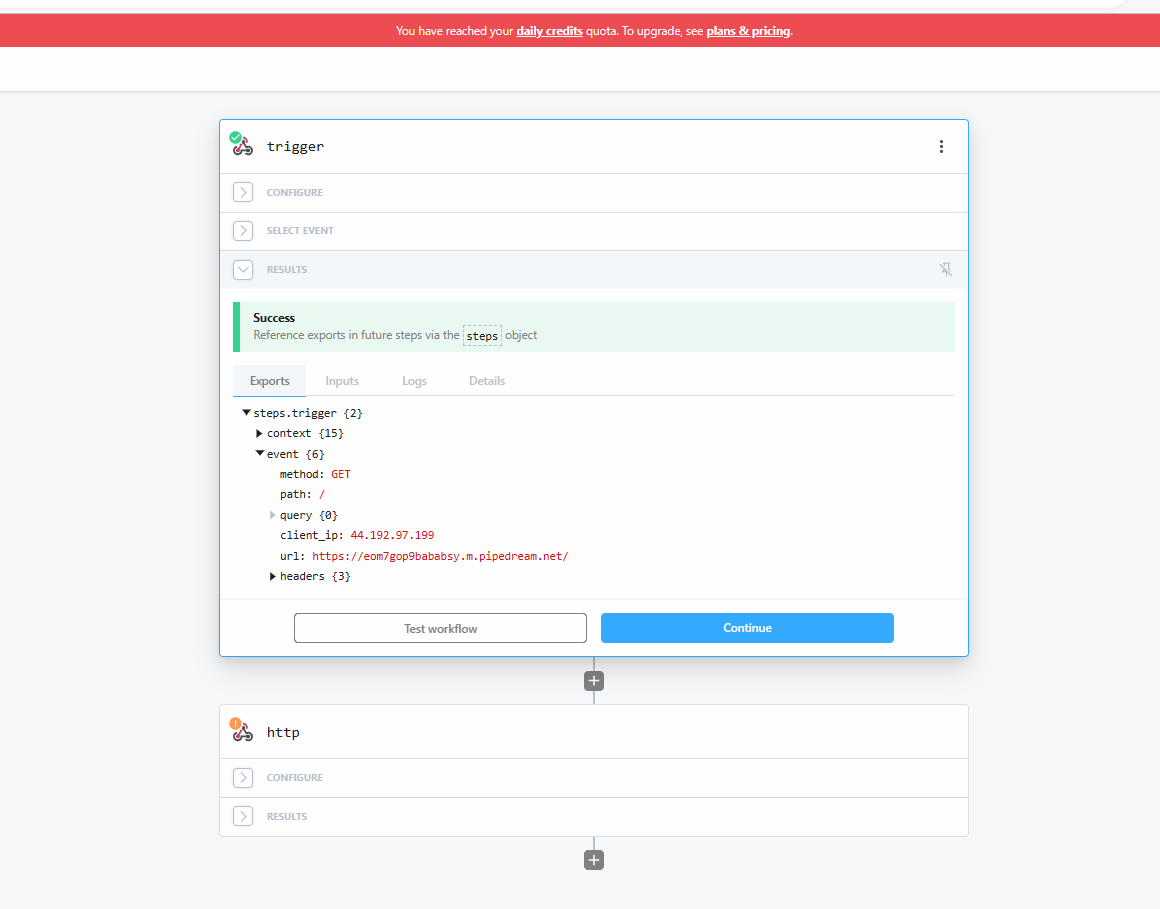 You have reached your daily credits quota. To upgrade, see plans & pricing.
trigger
CONFIGURE
SELECT EVENT
RESULTS
Success
Reference exports in future steps via the steps object
Exports Inputs Logs Details
steps.trigger {2}
context {15}
event {6}
method: GET
path: /
query {0}
client_ip: 44.192.97.199
url: https://eom7gop9bababsy.m.pipedream.net/
headers {3}
Test workflow Continue
http
CONFIGURE
RESULTS